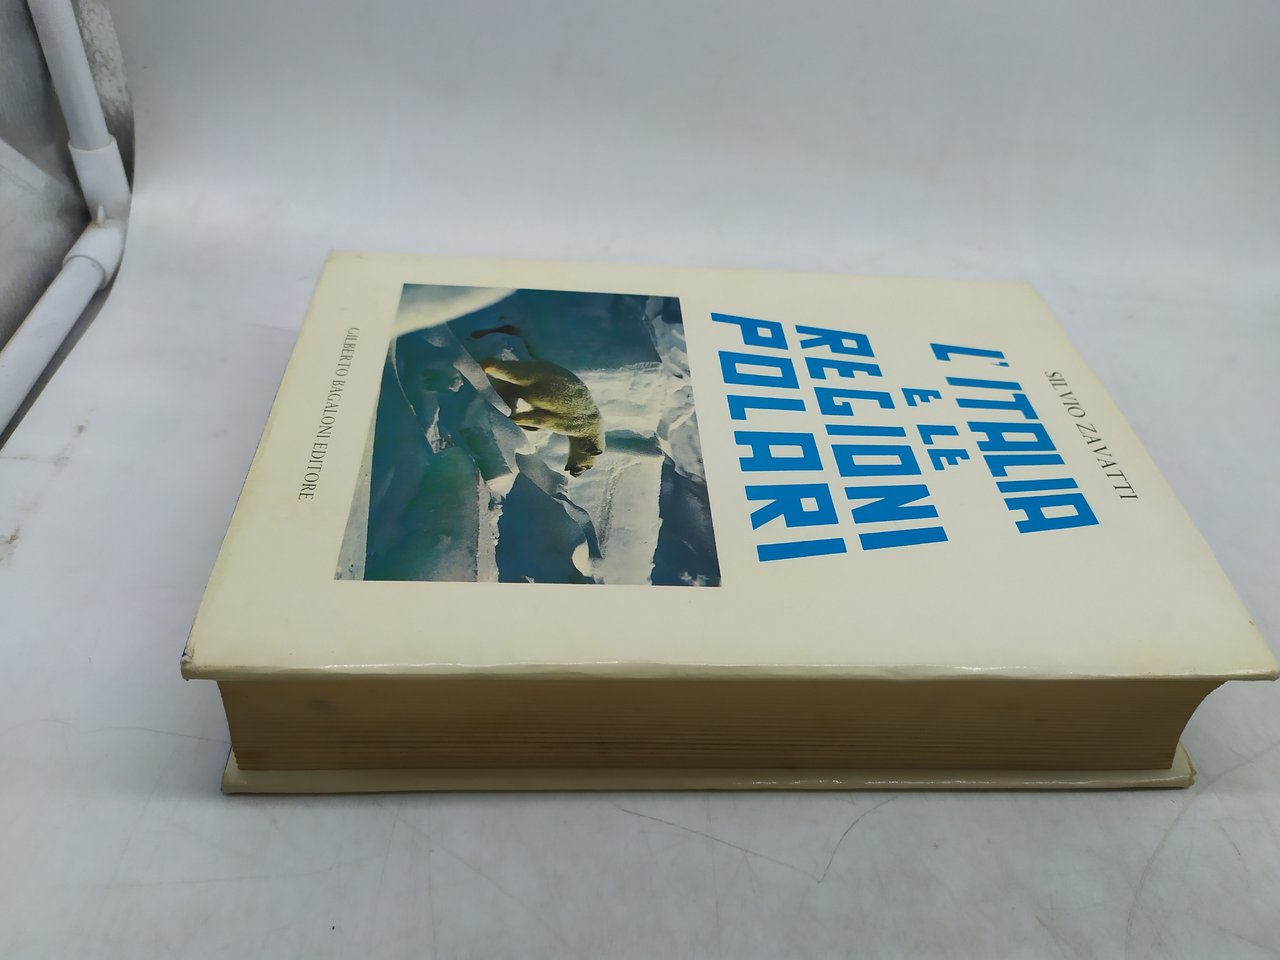 SILVIO ZAVATTI
L'ITALIA
E LE
REGIONI
POLARI
GILBERTO BAGALONI EDITORE